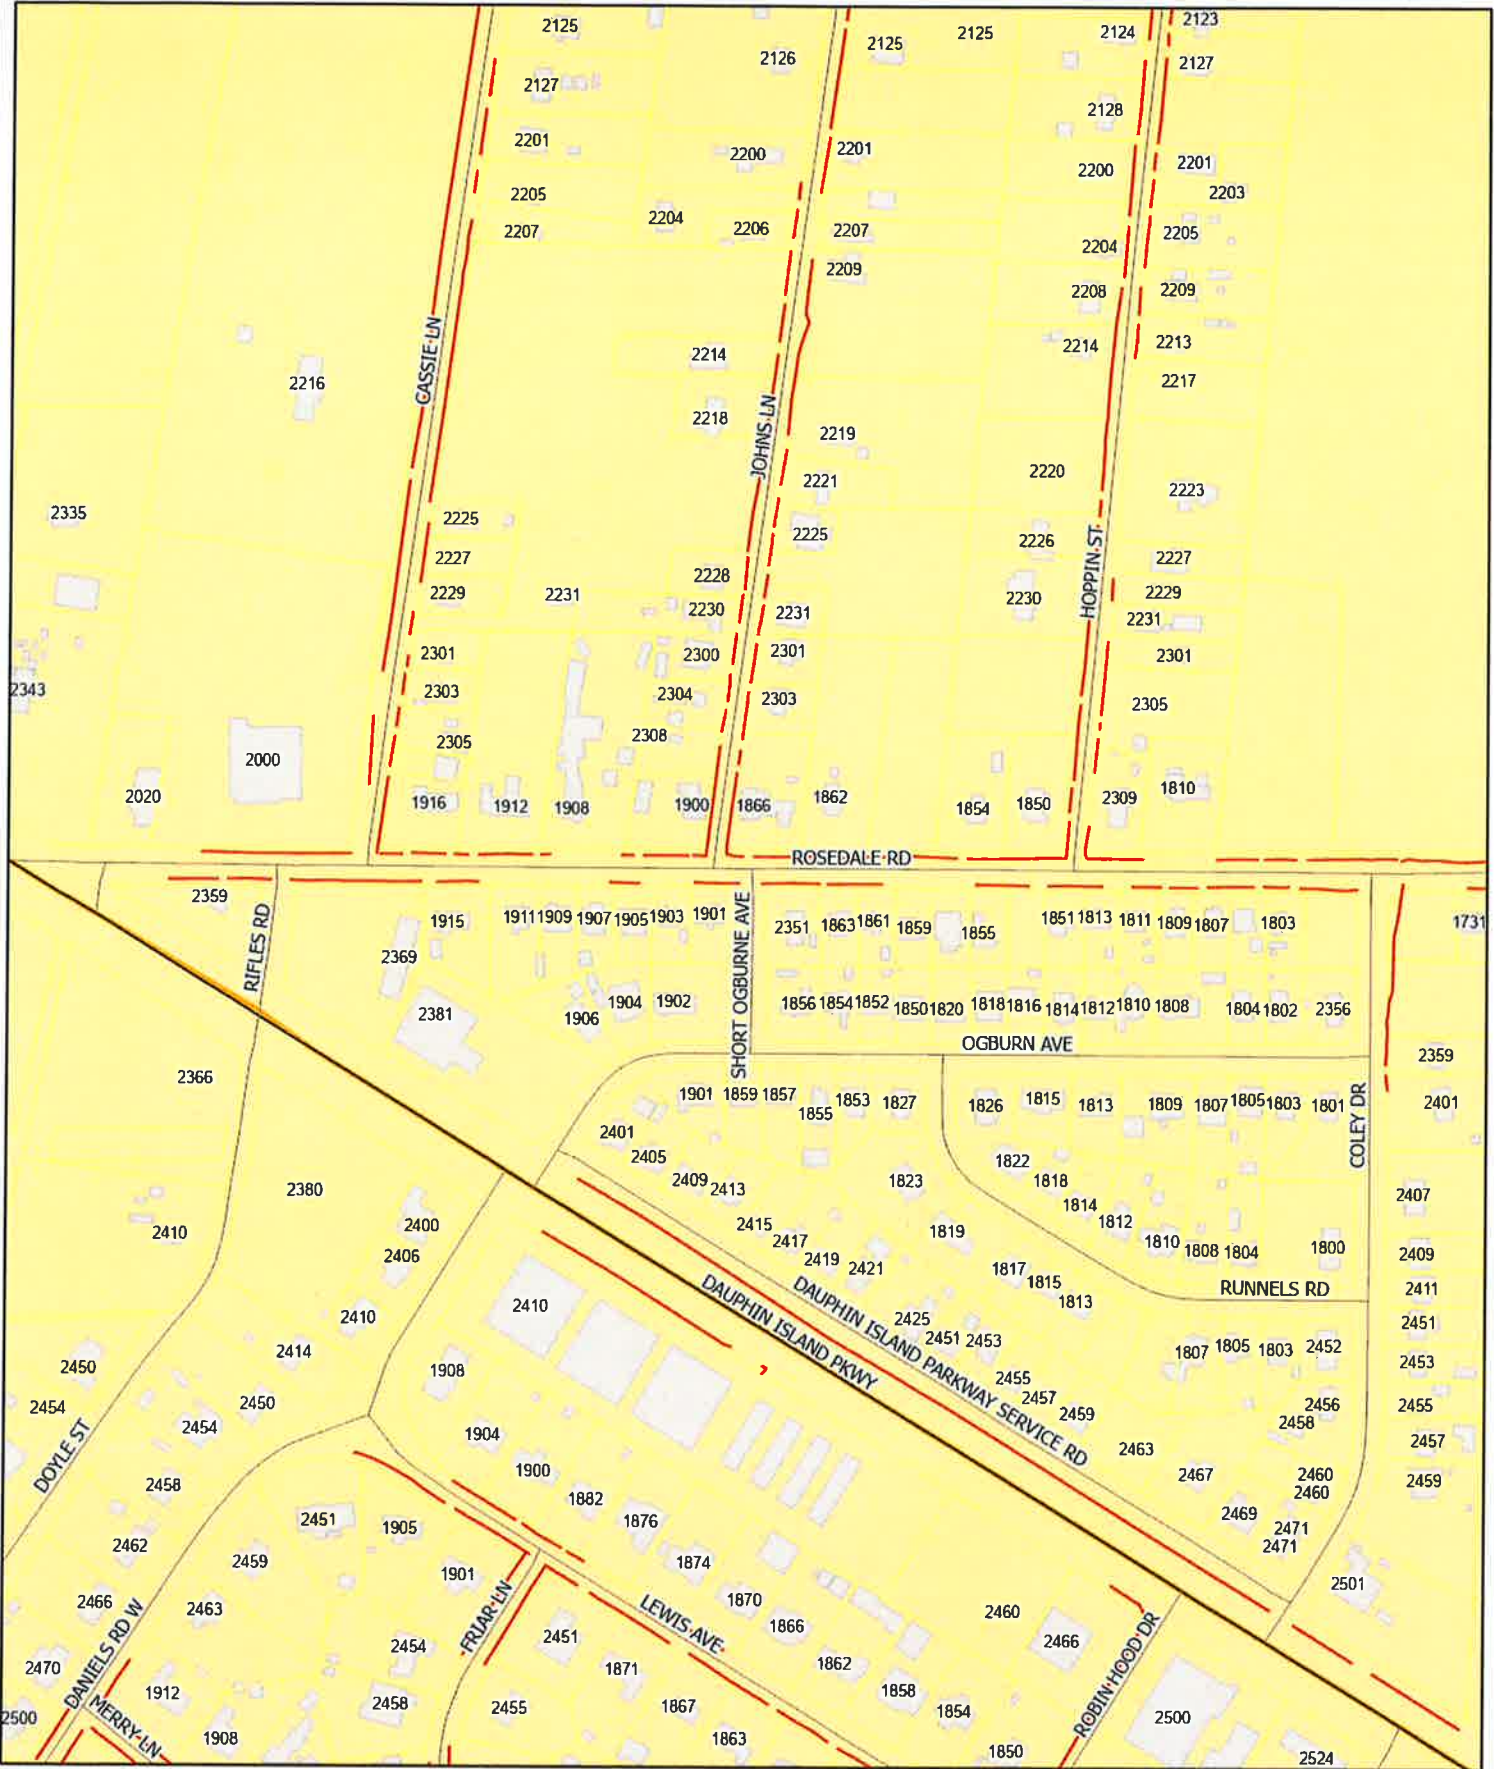 2125 2126 2125 2125 2124 2123
2127 2128 2127
2201 2200 2201 2200 2201
2205 2204 2206 2207 2203
2207 2209 2204 2205
2208 2209
2214 2214 2213
2216 2218 2217
CASSIE LN
JOHNS LN
HOPPIN ST
2219 2220
2335 2225 2221 2223
2227 2225 2226 2227
2229 2231 2228 2230 2229
2230 2231 2231
2301 2300 2301 2301
2343 2303 2304 2303 2305
2000 2305 2308
2020 1916 1912 1908 1900 1866 1862 1854 1850 2309 1810
ROSEDALE RD
2359
RIFLES RD
1915 1911 1909 1907 1905 1903 1901
SHORT OGBURNE AVE
2351 1863 1861 1859 1855 1851 1813 1811 1809 1807 1803 1731
2369
2381 1906 1904 1902
1856 1854 1852 1850 1820 1818 1816 1814 1812 1810 1808 1804 1802 2356
OGBURN AVE
2366 2359
1901 1859 1857 1855 1853 1827 1826 1815 1813 1809 1807 1805 1803 1801 2401
COLEY DR
2401
2405 1822
2409 2413 1823 1818
2380 2400 1814 2407
2410 2406 2415 2417 1819 1812
2419 2421 1810 1808 1804 1800 2409
1817 1815 1813
RUNNELS RD
2411
2410 2410
DAUPHIN ISLAND PKWY
DAUPHIN ISLAND PARKWAY SERVICE RD
2425 2451 2453 2451
2414 1807 1805 1803 2452 2453
2450 1908 2455
2454 2450 2457 2456 2455
2454 2459 2458
DOYLE ST
1904 2463 2457
2458 1900 2467 2460 2459
2460
1882 2469
2451 1905 1876 2471
2462 2471
2459 1901 1874 2501
2466 2463 1870
DANIELS RD W
FRIAR LN
LEWIS AVE
1866 2460
2454 2451 2466
ROBIN HOOD DR
2470 1871 1862
1912 2458 2455 1867 1858
MERRY LN
1854 2500
2500 1908 1863 1850 2524